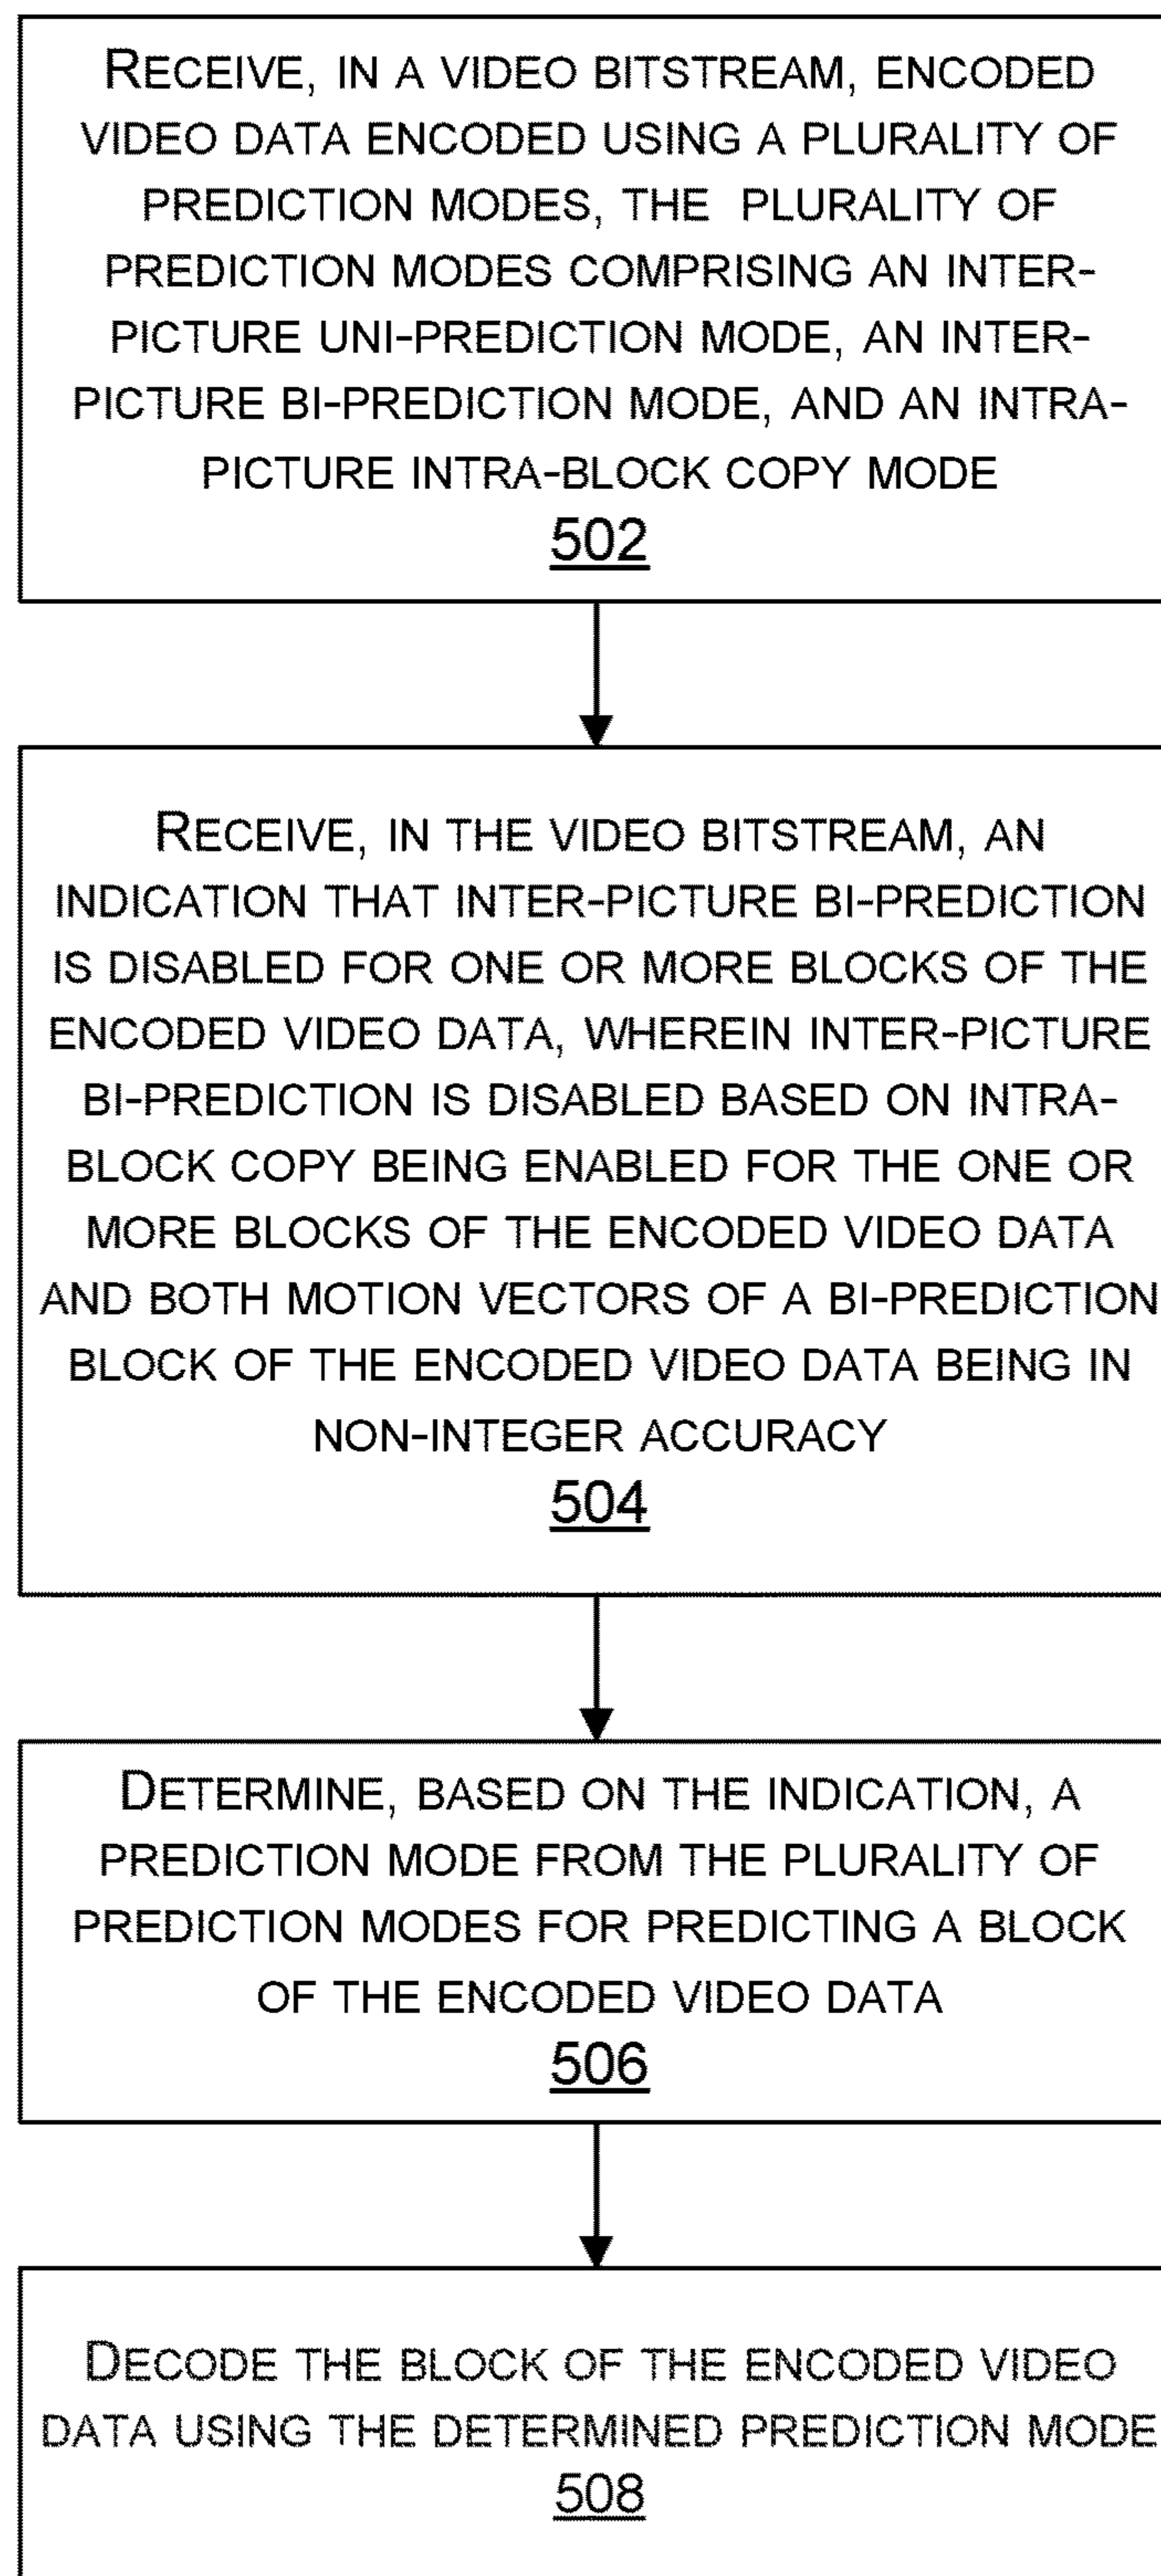 RECEIVE, IN A VIDEO BITSTREAM, ENCODED
VIDEO DATA ENCODED USING A PLURALITY OF
PREDICTION MODES, THE PLURALITY OF
PREDICTION MODES COMPRISING AN INTER-
PICTURE UNI-PREDICTION MODE, AN INTER-
PICTURE BI-PREDICTION MODE, AND AN INTRA-
PICTURE INTRA-BLOCK COPY MODE
502
RECEIVE, IN THE VIDEO BITSTREAM, AN
INDICATION THAT INTER-PICTURE BI-PREDICTION
IS DISABLED FOR ONE OR MORE BLOCKS OF THE
ENCODED VIDEO DATA, WHEREIN INTER-PICTURE
BI-PREDICTION IS DISABLED BASED ON INTRA-
BLOCK COPY BEING ENABLED FOR THE ONE OR
MORE BLOCKS OF THE ENCODED VIDEO DATA
AND BOTH MOTION VECTORS OF A BI-PREDICTION
BLOCK OF THE ENCODED VIDEO DATA BEING IN
NON-INTEGER ACCURACY
504
DETERMINE, BASED ON THE INDICATION, A
PREDICTION MODE FROM THE PLURALITY OF
PREDICTION MODES FOR PREDICTING A BLOCK
OF THE ENCODED VIDEO DATA
506
DECODE THE BLOCK OF THE ENCODED VIDEO
DATA USING THE DETERMINED PREDICTION MODE
508